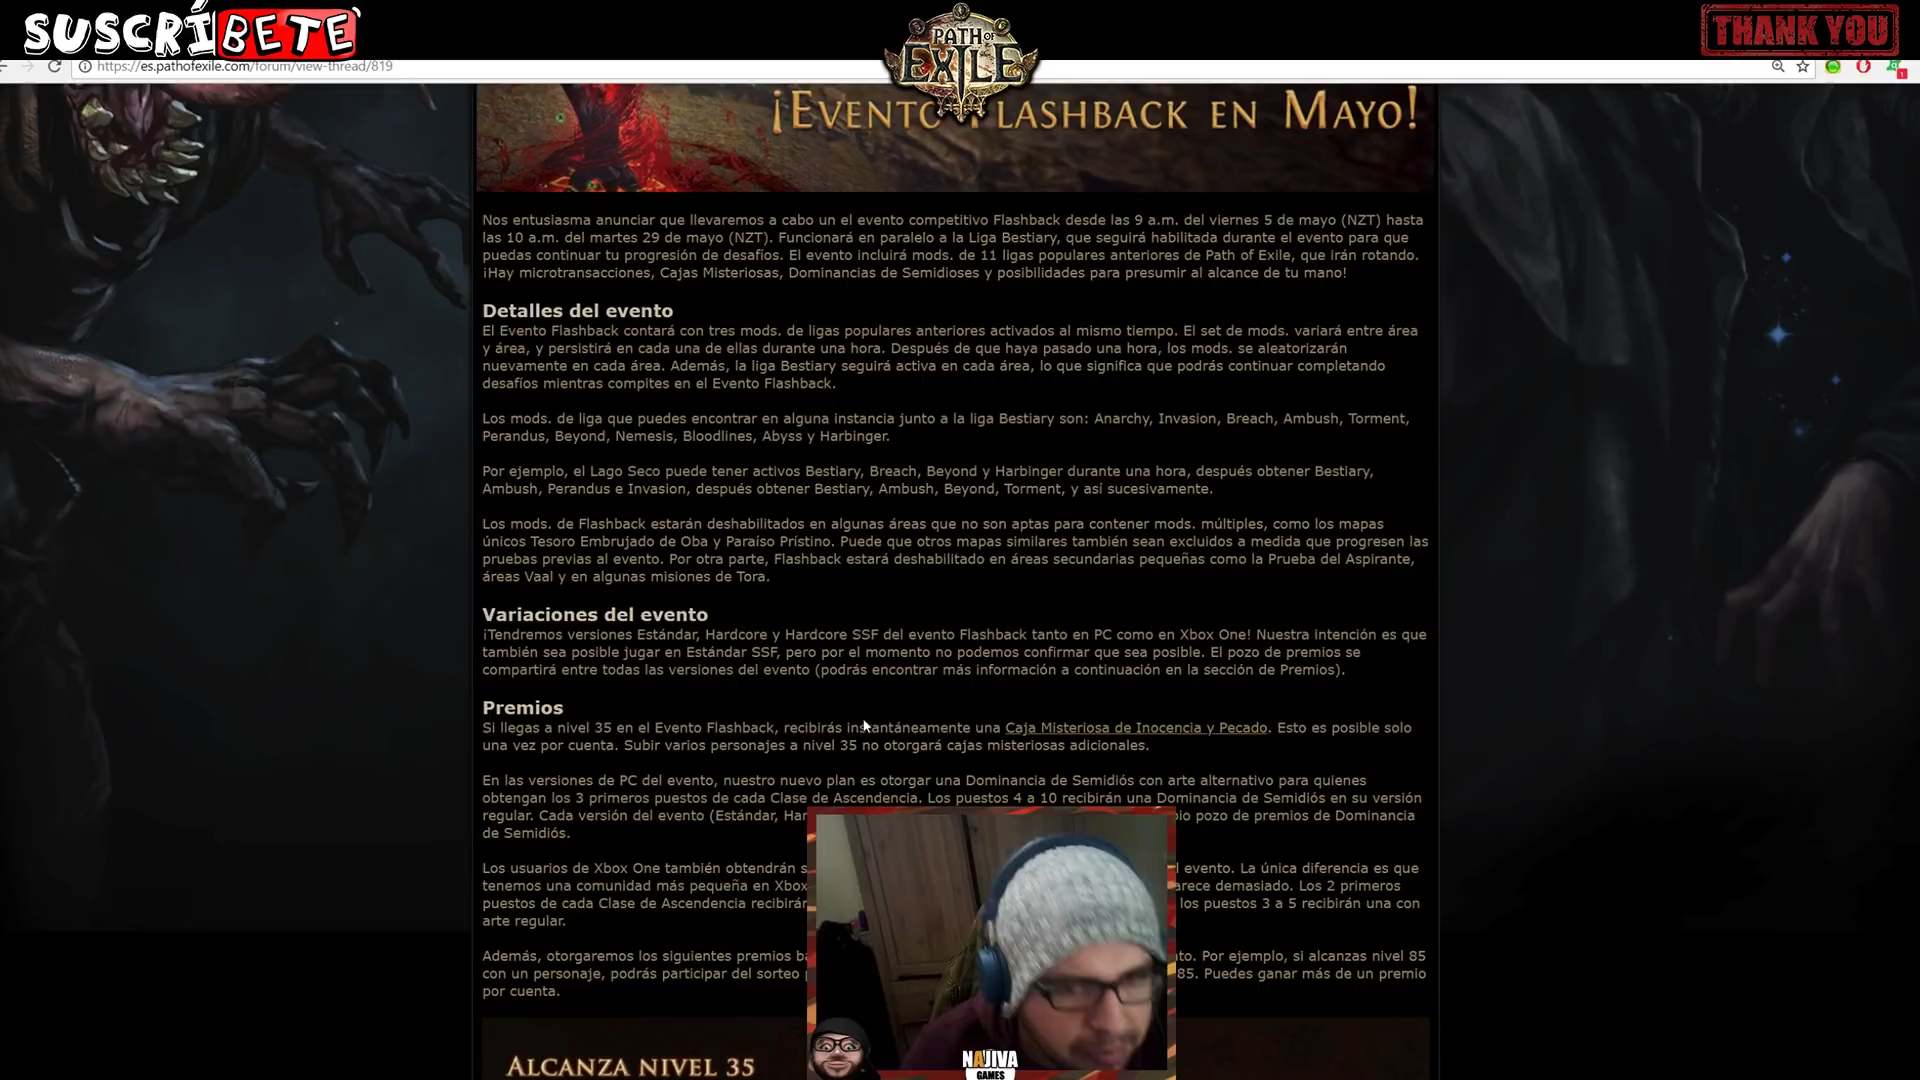 SUSCRÍBETE
PATH OF
EXILE
THANK YOU
https://es.pathofexile.com/forum/view-thread/819
1
¡EVENTO FLASHBACK EN MAYO!
Nos entusiasma anunciar que llevaremos a cabo un el evento competitivo Flashback desde las 9 a.m. del viernes 5 de mayo (NZT) hasta
las 10 a.m. del martes 29 de mayo (NZT). Funcionará en paralelo a la Liga Bestiary, que seguirá habilitada durante el evento para que
puedas continuar tu progresión de desafíos. El evento incluirá mods. de 11 ligas populares anteriores de Path of Exile, que irán rotando.
¡Hay microtransacciones, Cajas Misteriosas, Dominancias de Semidioses y posibilidades para presumir al alcance de tu mano!
Detalles del evento
El Evento Flashback contará con tres mods. de ligas populares anteriores activados al mismo tiempo. El set de mods. variará entre área
y área, y persistirá en cada una de ellas durante una hora. Después de que haya pasado una hora, los mods. se aleatorizarán
nuevamente en cada área. Además, la liga Bestiary seguirá activa en cada área, lo que significa que podrás continuar completando
desafíos mientras compites en el Evento Flashback.
Los mods. de liga que puedes encontrar en alguna instancia junto a la liga Bestiary son: Anarchy, Invasion, Breach, Ambush, Torment,
Perandus, Beyond, Nemesis, Bloodlines, Abyss y Harbinger.
Por ejemplo, el Lago Seco puede tener activos Bestiary, Breach, Beyond y Harbinger durante una hora, después obtener Bestiary,
Ambush, Perandus e Invasion, después obtener Bestiary, Ambush, Beyond, Torment, y así sucesivamente.
Los mods. de Flashback estarán deshabilitados en algunas áreas que no son aptas para contener mods. múltiples, como los mapas
únicos Tesoro Embrujado de Oba y Paraíso Prístino. Puede que otros mapas similares también sean excluidos a medida que progresen las
pruebas previas al evento. Por otra parte, Flashback estará deshabilitado en áreas secundarias pequeñas como la Prueba del Aspirante,
áreas Vaal y en algunas misiones de Tora.
Variaciones del evento
¡Tendremos versiones Estándar, Hardcore y Hardcore SSF del evento Flashback tanto en PC como en Xbox One! Nuestra intención es que
también sea posible jugar en Estándar SSF, pero por el momento no podemos confirmar que sea posible. El pozo de premios se
compartirá entre todas las versiones del evento (podrás encontrar más información a continuación en la sección de Premios).
Premios
Si llegas a nivel 35 en el Evento Flashback, recibirás instantáneamente una Caja Misteriosa de Inocencia y Pecado. Esto es posible solo
una vez por cuenta. Subir varios personajes a nivel 35 no otorgará cajas misteriosas adicionales.
En las versiones de PC del evento, nuestro nuevo plan es otorgar una Dominancia de Semidiós con arte alternativo para quienes
obtengan los 3 primeros puestos de cada Clase de Ascendencia. Los puestos 4 a 10 recibirán una Dominancia de Semidiós en su versión
regular. Cada versión del evento (Estándar, pozo de premios de Dominancia
de Semidiós.
Los usuarios de Xbox One también obtendrán evento. La única diferencia es que
tenemos una comunidad más pequeña en Xbox demasiado. Los 2 primeros
puestos de cada Clase de Ascendencia recibirán los puestos 3 a 5 recibirán una con
arte regular.
Además, otorgaremos los siguientes premios Por ejemplo, si alcanzas nivel 85
con un personaje, podrás participar del sorteo 85. Puedes ganar más de un premio
por cuenta.
ALCANZA NIVEL 35
NAJIVA
GAMES